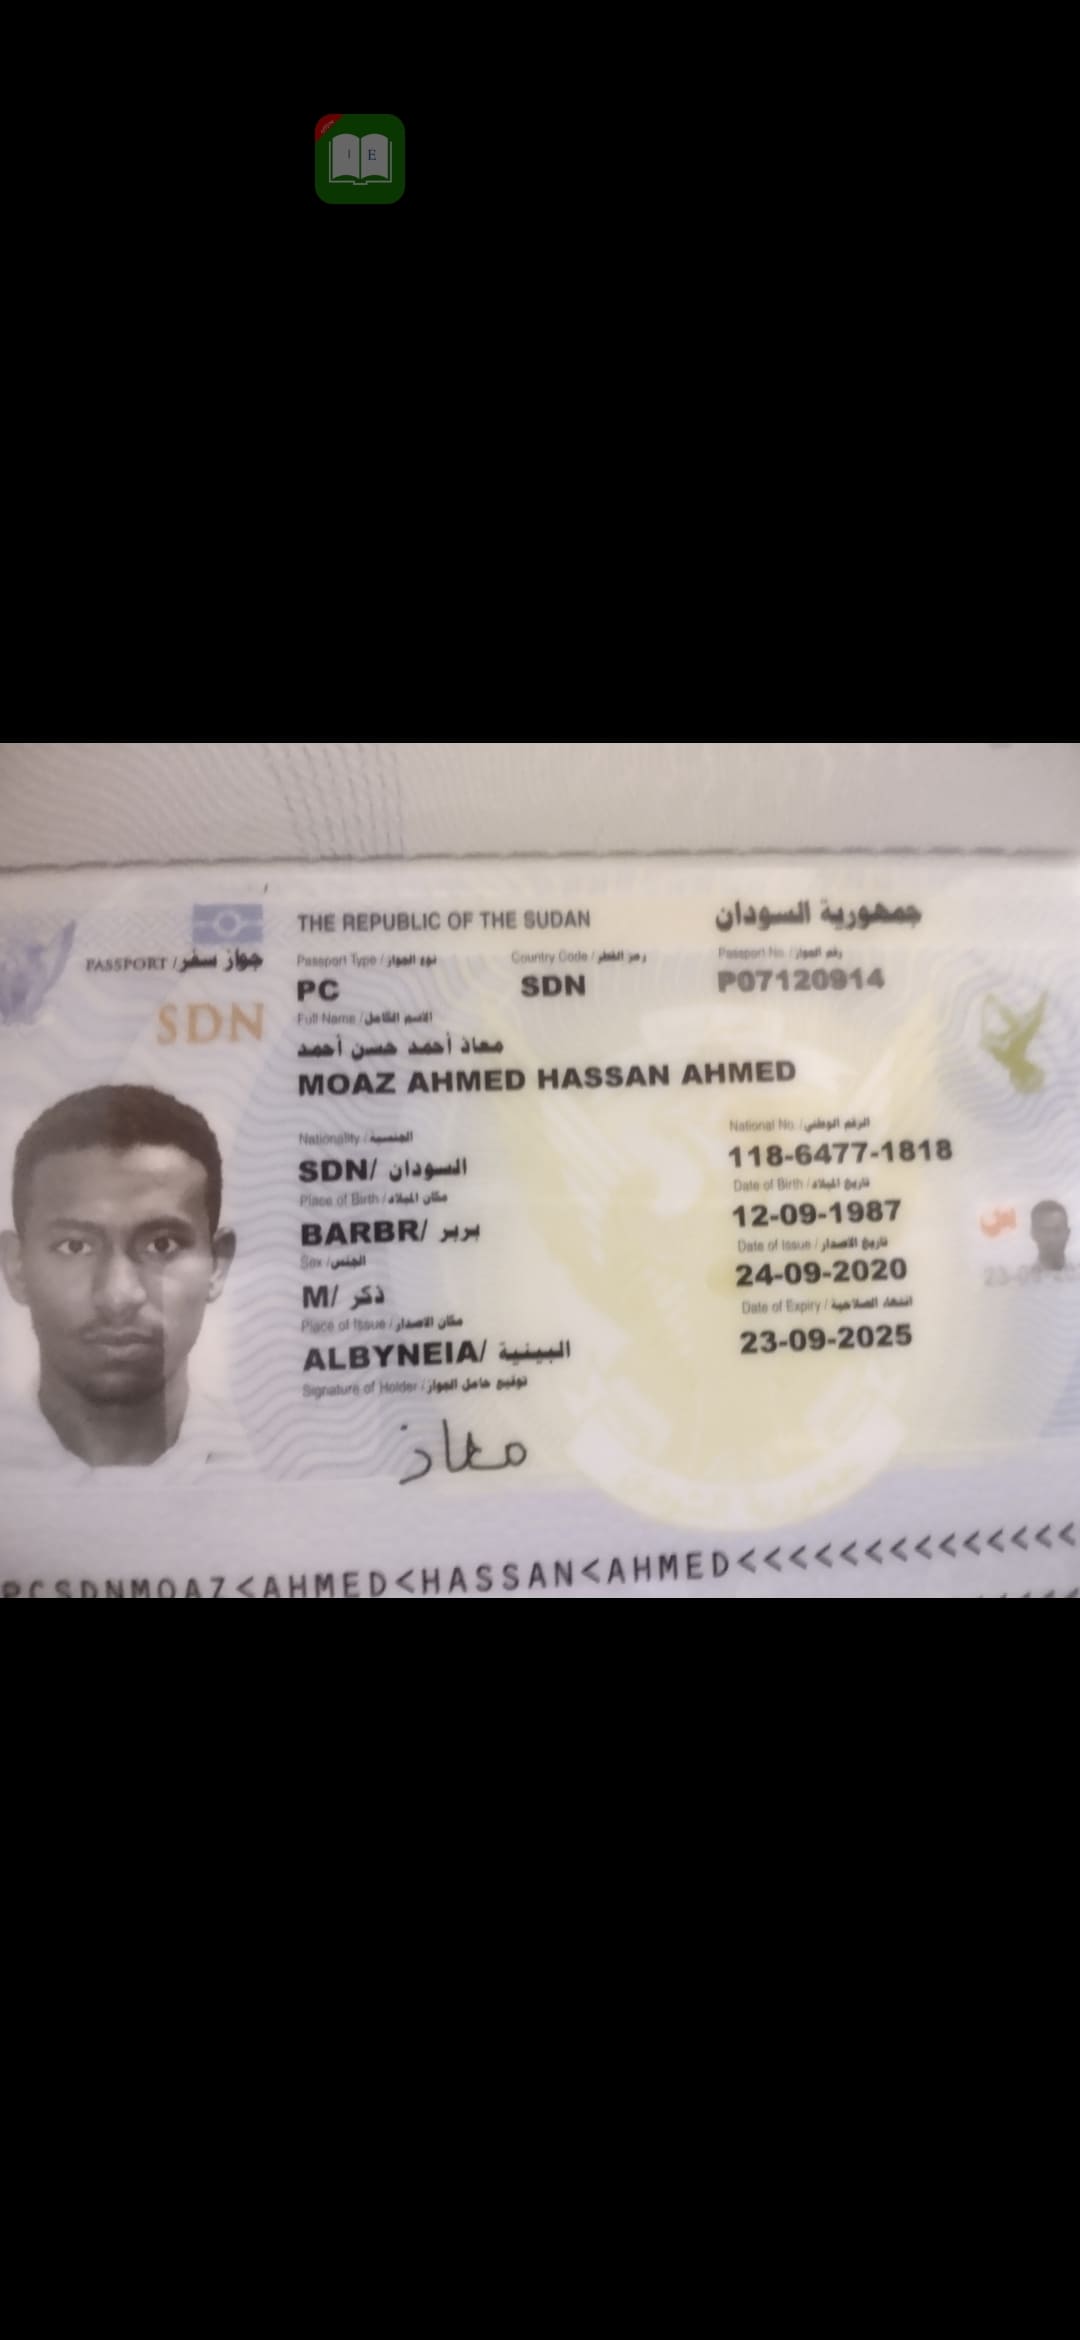 I E
THE REPUBLIC OF THE SUDAN جمهورية السودان
PASSPORT / جواز سفر
Passport Type / نوع الجواز Country Code / رمز القطر Passport No. / رقم الجواز
PC SDN P07120914
SDN
Full Name / الاسم الكامل
معاذ أحمد حسن أحمد
MOAZ AHMED HASSAN AHMED
Nationality / الجنسية National No. / الرقم الوطني
SDN/ السودان 118-6477-1818
Place of Birth / مكان الميلاد Date of Birth / تاريخ الميلاد
BARBR/ بربر 12-09-1987
Sex / الجنس Date of Issue / تاريخ الاصدار
M/ ذكر 24-09-2020
Place of Issue / مكان الاصدار Date of Expiry / انتهاء الصلاحية
ALBYNEIA/ البينية 23-09-2025
Signature of Holder / توقيع حامل الجواز
معاذ
PCSDNMOAZ<AHMED<HASSAN<AHMED<<<<<<<<<<<<<<